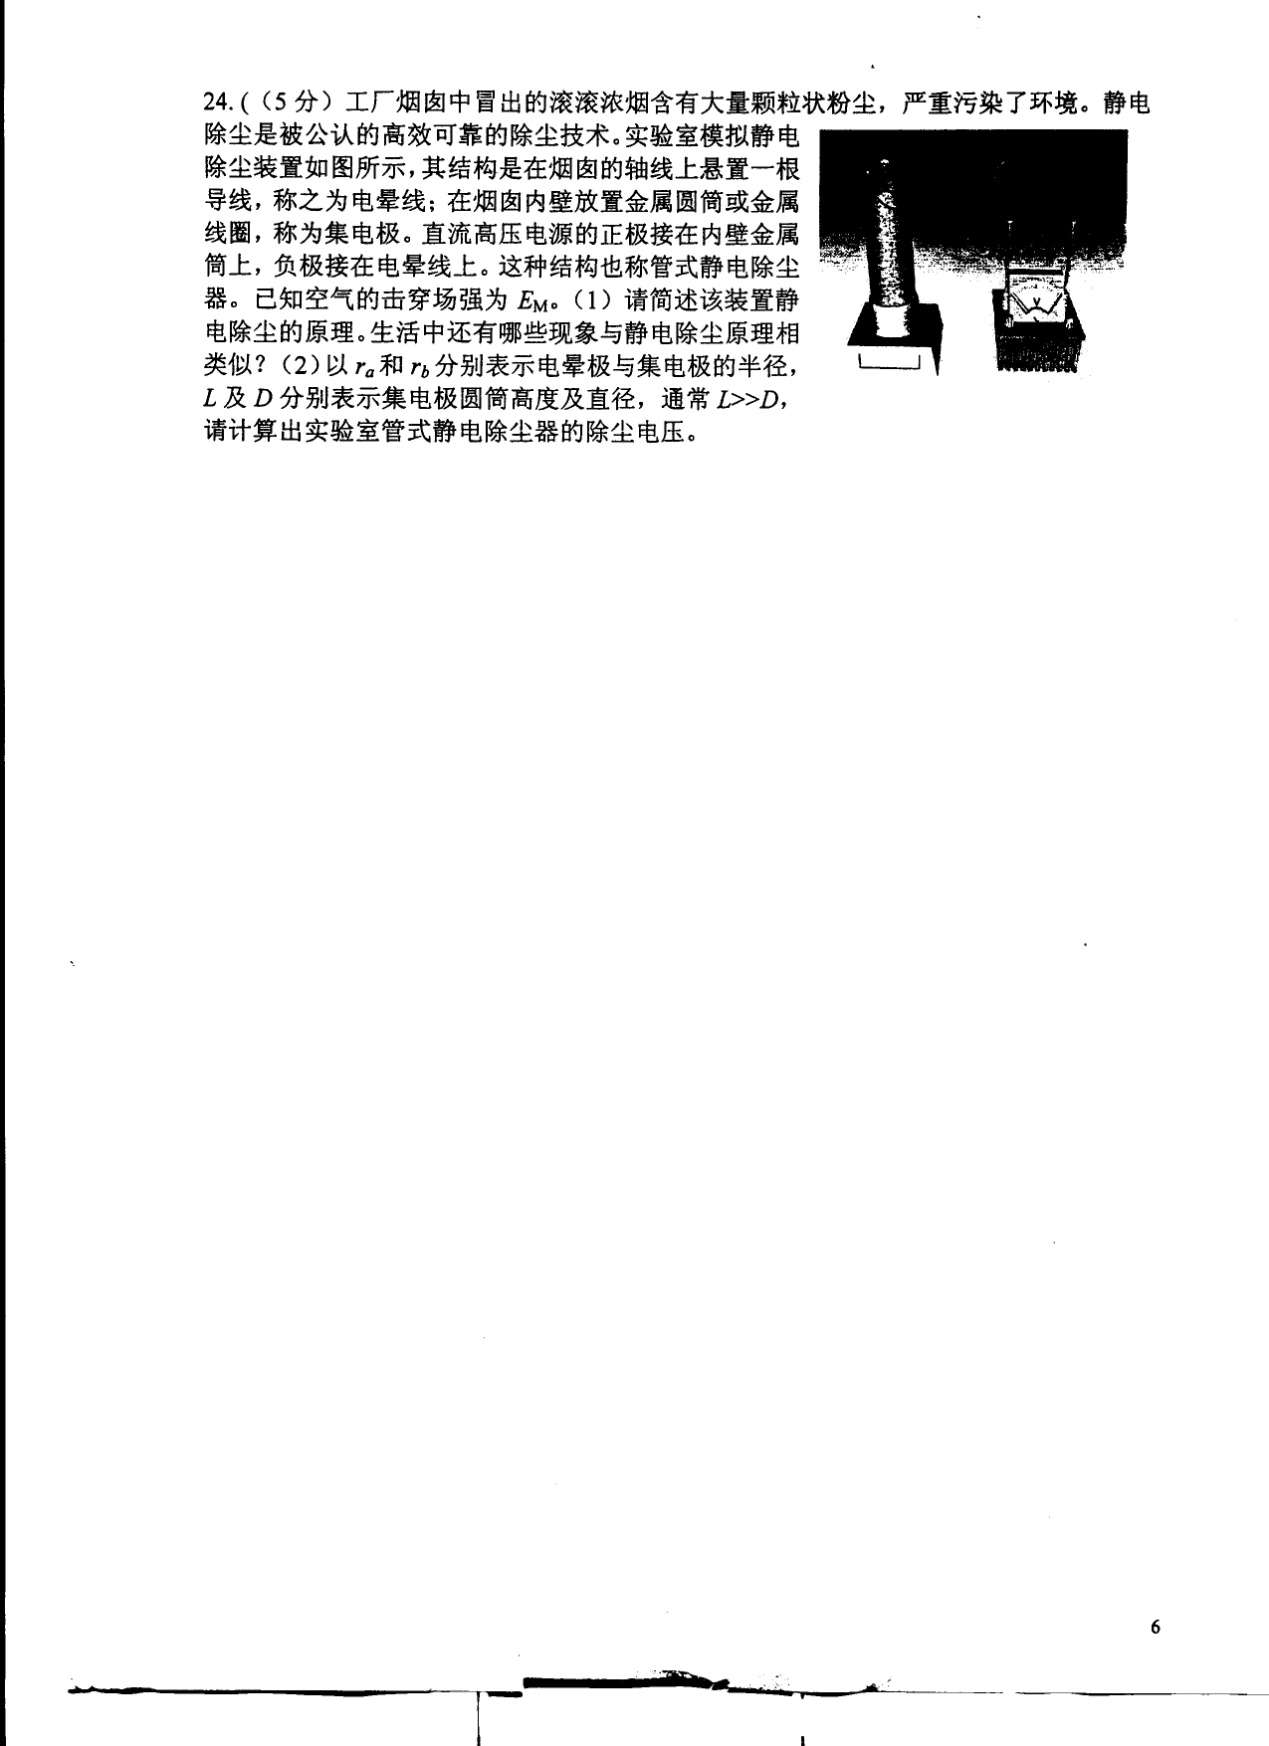 24.(（5 分）工厂烟囱中冒出的滚滚浓烟含有大量颗粒状粉尘，严重污染了环境。静电
除尘是被公认的高效可靠的除尘技术。实验室模拟静电
除尘装置如图所示，其结构是在烟囱的轴线上悬置一根
导线，称之为电晕线；在烟囱内壁放置金属圆筒或金属
线圈，称为集电极。直流高压电源的正极接在内壁金属
筒上，负极接在电晕线上。这种结构也称管式静电除尘
器。已知空气的击穿场强为 EM。（1）请简述该装置静
电除尘的原理。生活中还有哪些现象与静电除尘原理相
类似？（2）以 ra 和 rb 分别表示电晕极与集电极的半径，
L 及 D 分别表示集电极圆筒高度及直径，通常 L>>D，
请计算出实验室管式静电除尘器的除尘电压。
V
6